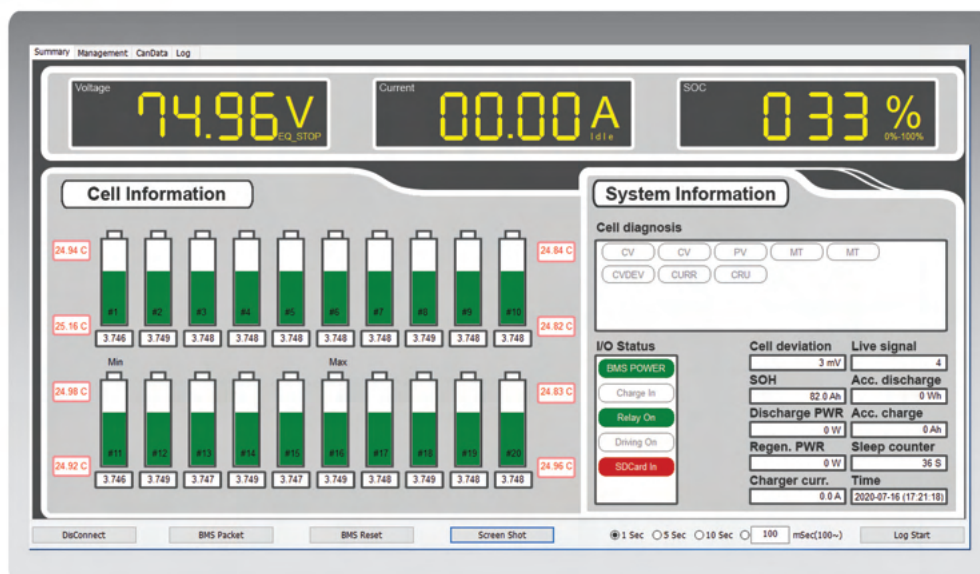 Summary Management CanData Log
Voltage
74.96 V
EQ_STOP
Current
00.00 A
Idle
SOC
033 %
0%-100%
Cell Information
24.94 C
24.84 C
#1 #2 #3 #4 #5 #6 #7 #8 #9 #10
25.16 C
24.82 C
3.746 3.749 3.748 3.748 3.748 3.748 3.748 3.749 3.748 3.748
Min Max
24.98 C
24.83 C
#11 #12 #13 #14 #15 #16 #17 #18 #19 #20
24.92 C
24.96 C
3.746 3.749 3.747 3.749 3.747 3.749 3.748 3.748 3.748 3.748
System Information
Cell diagnosis
CV CV PV MT MT
CVDEV CURR CRU
I/O Status
BMS POWER
Charge In
Relay On
Driving On
SDCard In
Cell deviation Live signal
3 mV 4
SOH Acc. discharge
82.0 Ah 0 Wh
Discharge PWR Acc. charge
0 W 0 Ah
Regen. PWR Sleep counter
0 W 36 S
Charger curr. Time
0.0 A 2020-07-16 (17:21:18)
DisConnect BMS Packet BMS Reset Screen Shot 1 Sec 5 Sec 10 Sec 100 mSec(100~) Log Start